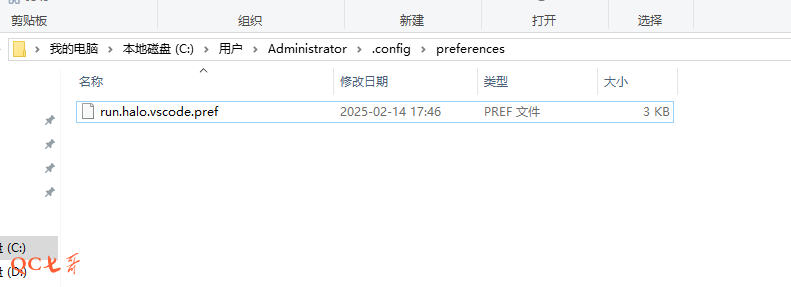 剪贴板 组织 新建 打开 选择
我的电脑 > 本地磁盘 (C:) > 用户 > Administrator > .config > preferences
名称 修改日期 类型 大小
run.halo.vscode.pref 2025-02-14 17:46 PREF 文件 3 KB
盘 (C:)
QC七哥
盘 (D:)